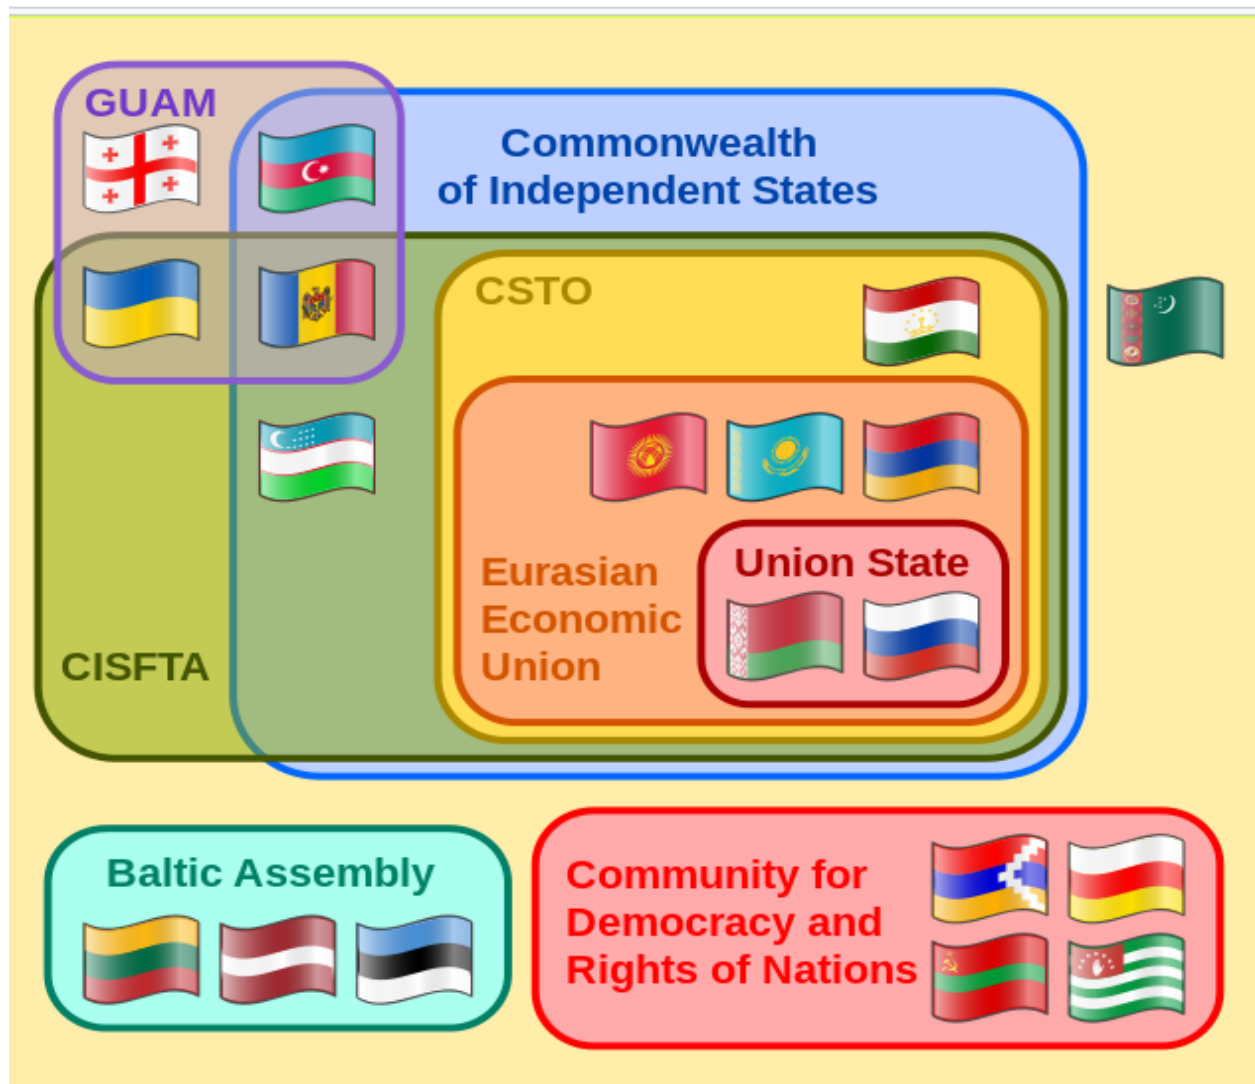 GUAM
Commonwealth
of Independent States
CSTO
Eurasian
Economic
Union
Union State
CISFTA
Baltic Assembly
Community for
Democracy and
Rights of Nations